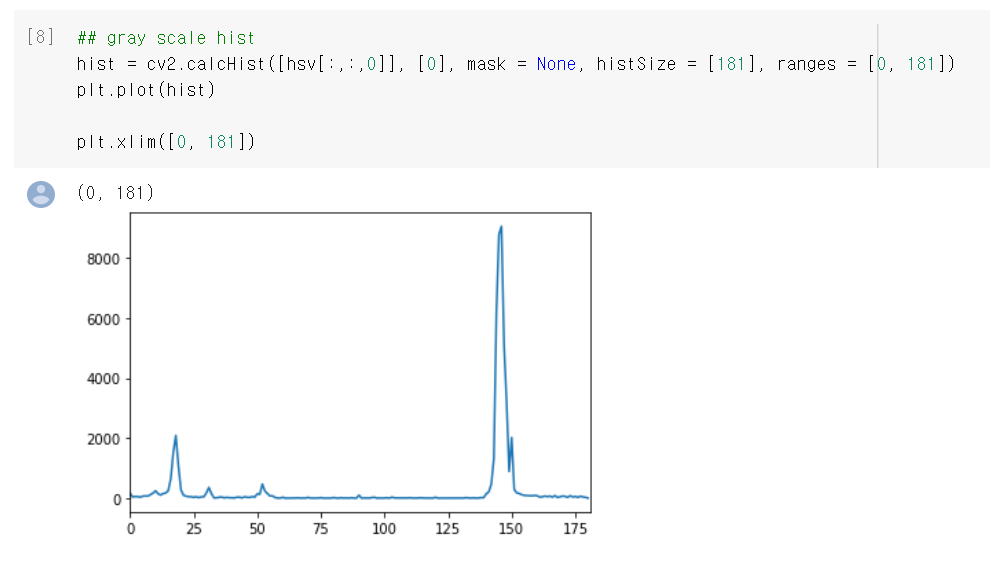 [8]
## gray scale hist
hist = cv2.calcHist([hsv[:,:,0]], [0], mask = None, histSize = [181], ranges = [0, 181])
plt.plot(hist)
plt.xlim([0, 181])
(0, 181)
8000
6000
4000
2000
0
0 25 50 75 100 125 150 175